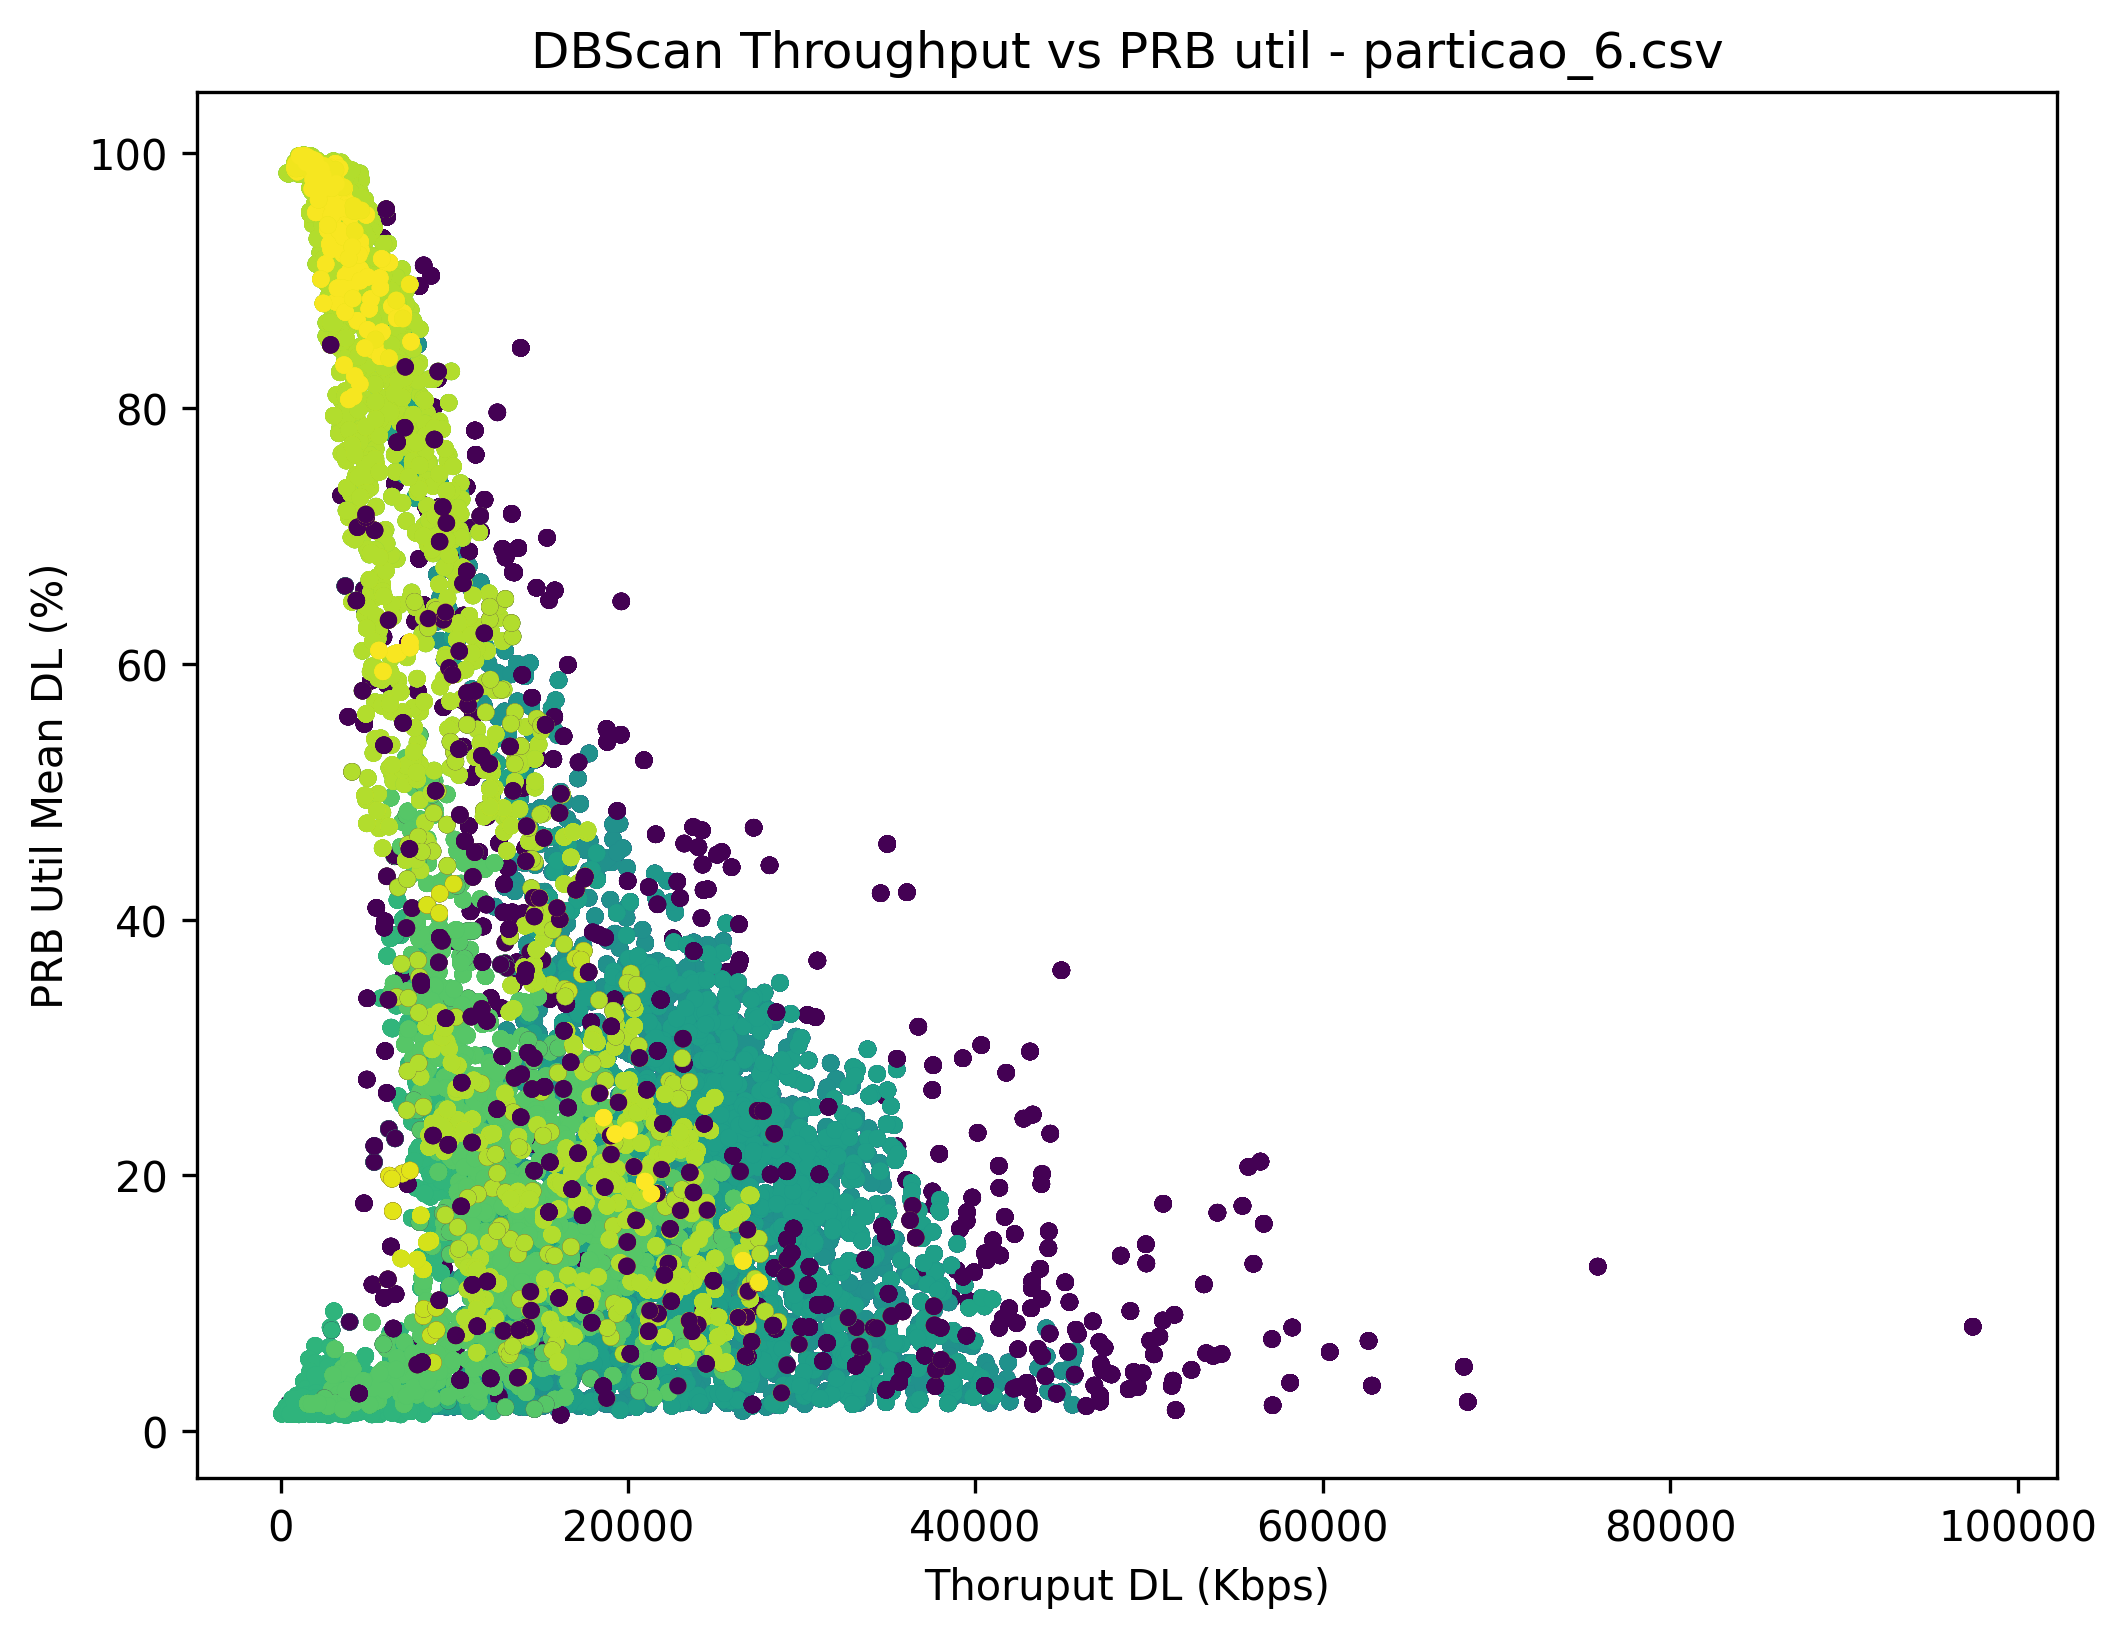 DBScan Throughput vs PRB util - particao_6.csv
PRB Util Mean DL (%)
100
80
60
40
20
0
0 20000 40000 60000 80000 100000
Thoruput DL (Kbps)